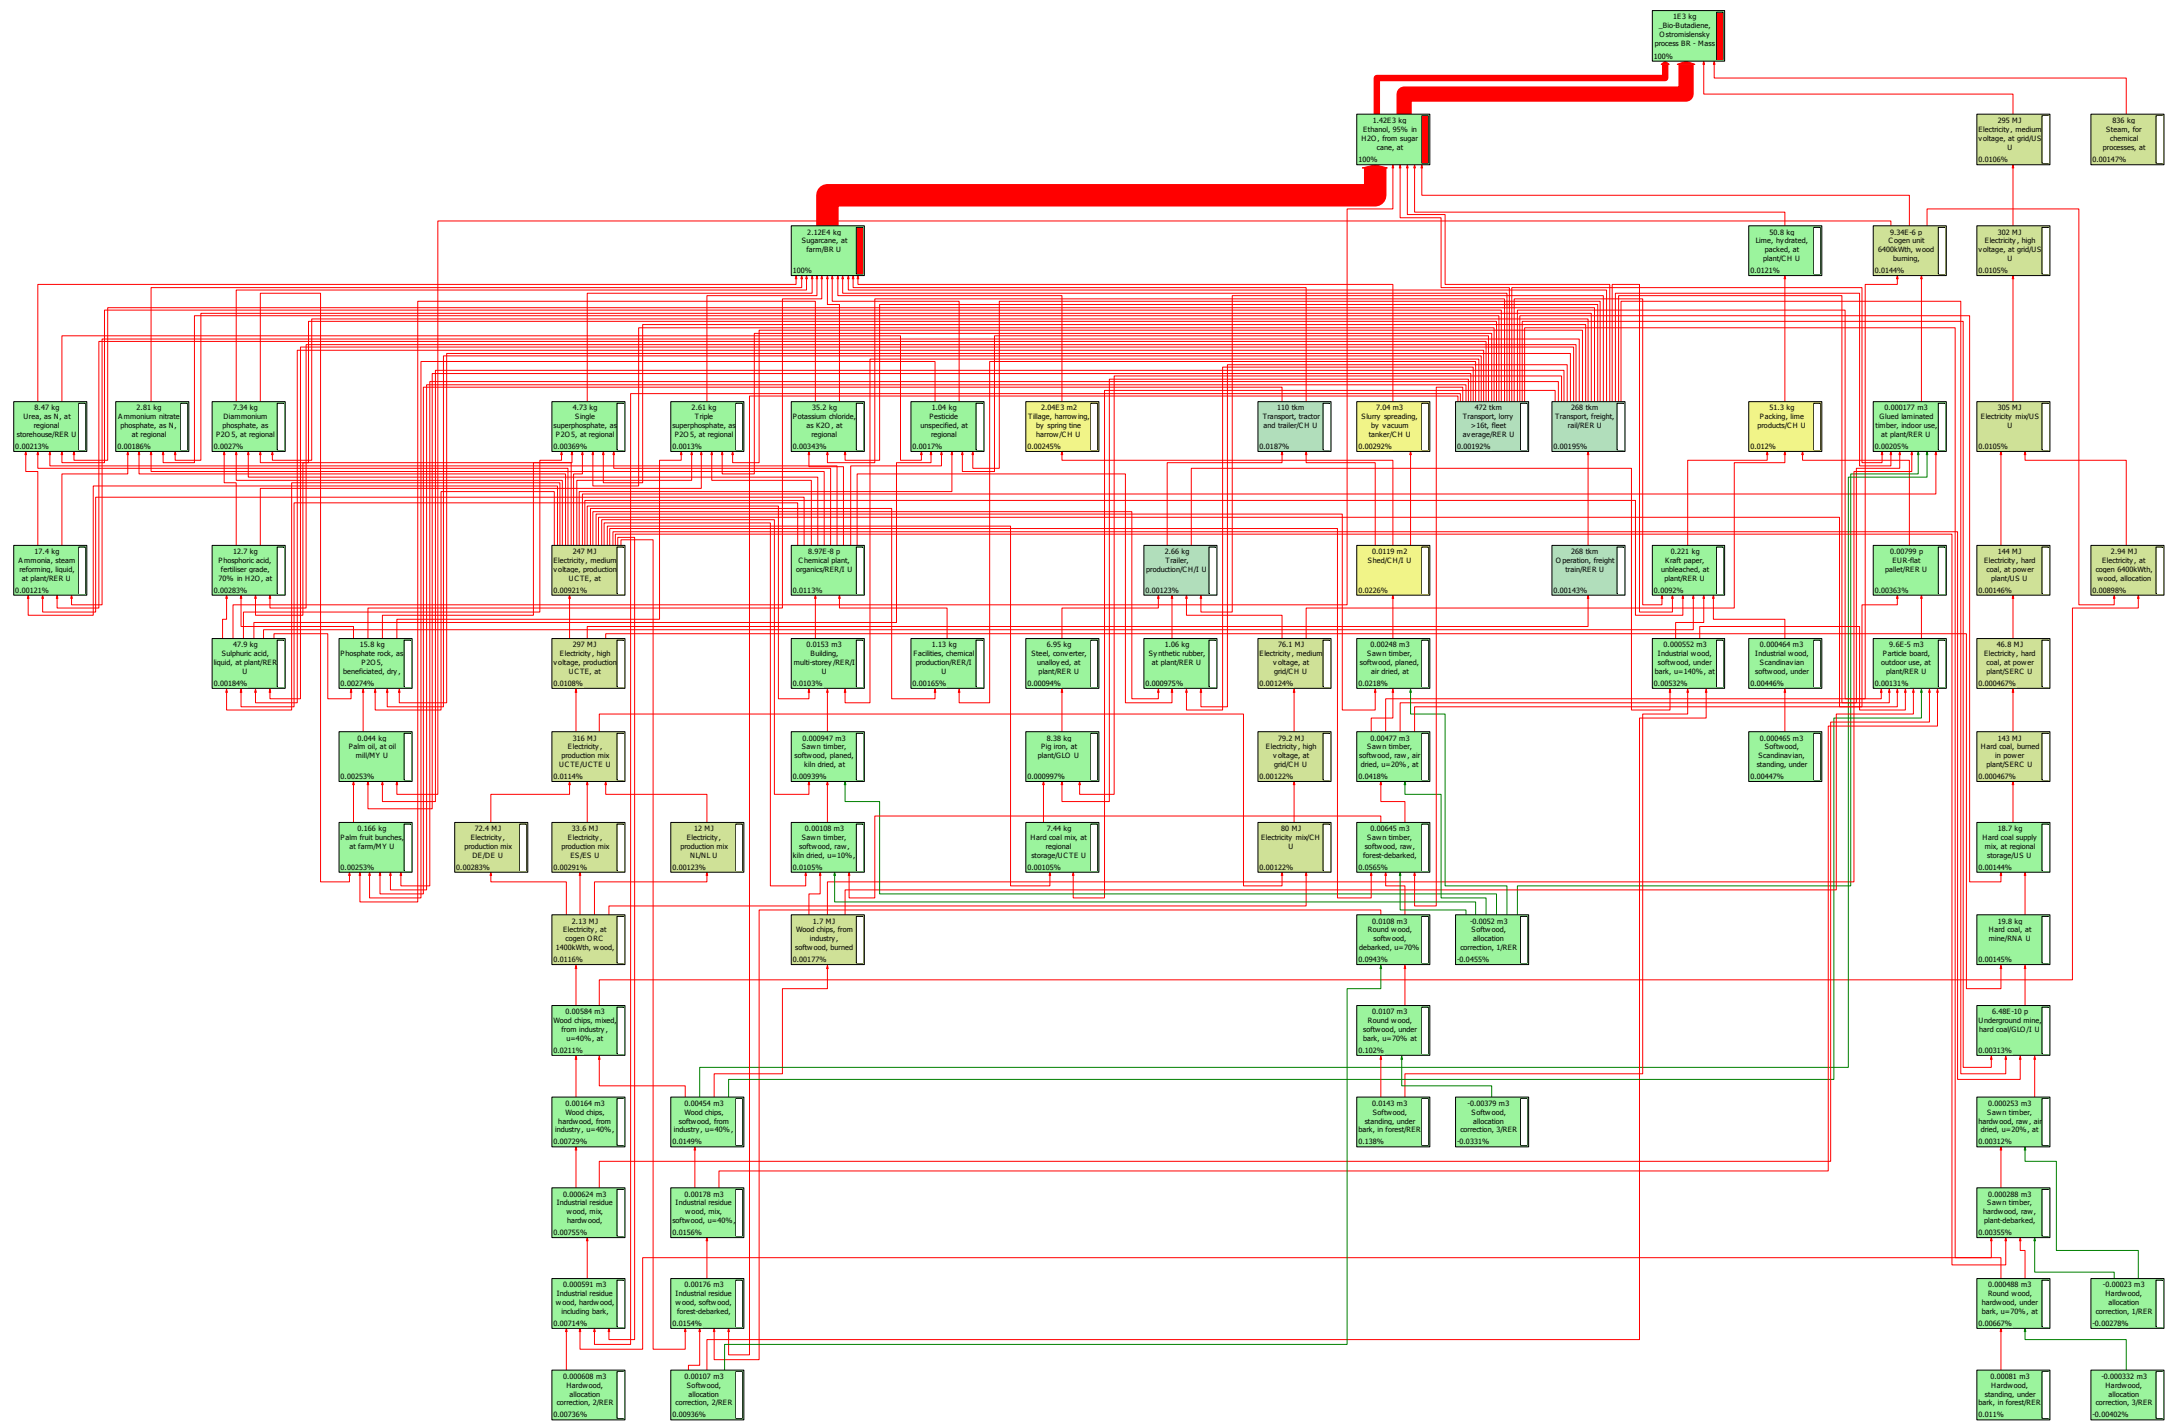 1E3 kg
_Bio-Butadiene,
Ostromislensky
process BR - Mass
100%
1.42E3 kg
Ethanol, 95% in
H2O, from sugar
cane, at
100%
295 MJ
Electricity, medium
voltage, at grid/US
U
0.0106%
836 kg
Steam, for
chemical
processes, at
0.00147%
2.12E4 kg
Sugarcane, at
farm/BR U
100%
50.8 kg
Lime, hydrated,
packed, at
plant/CH U
0.0121%
9.34E-6 p
Cogen unit
6400kWth, wood
burning,
0.0144%
302 MJ
Electricity, high
voltage, at grid/US
U
0.0105%
8.47 kg
Urea, as N, at
regional
storehouse/RER U
0.00213%
2.81 kg
Ammonium nitrate
phosphate, as N,
at regional
0.00186%
7.34 kg
Diammonium
phosphate, as
P2O5, at regional
0.0027%
4.73 kg
Single
superphosphate, as
P2O5, at regional
0.00369%
2.61 kg
Triple
superphosphate, as
P2O5, at regional
0.0013%
35.2 kg
Potassium chloride,
as K2O, at
regional
0.00343%
1.04 kg
Pesticide
unspecified, at
regional
0.0017%
2.04E3 m2
Tillage, harrowing,
by spring tine
harrow/CH U
0.00245%
110 tkm
Transport, tractor
and trailer/CH U
0.0187%
7.04 m3
Slurry spreading,
by vacuum
tanker/CH U
0.00292%
472 tkm
Transport, lorry
>16t, fleet
average/RER U
0.00192%
268 tkm
Transport, freight,
rail/RER U
0.00195%
51.3 kg
Packing, lime
products/CH U
0.012%
0.000177 m3
Glued laminated
timber, indoor use,
at plant/RER U
0.00205%
305 MJ
Electricity mix/US
U
0.0105%
17.4 kg
Ammonia, steam
reforming, liquid,
at plant/RER U
0.00121%
12.7 kg
Phosphoric acid,
fertiliser grade,
70% in H2O, at
0.00283%
247 MJ
Electricity, medium
voltage, production
UCTE, at
0.00921%
8.97E-8 p
Chemical plant,
organics/RER/I U
0.0113%
2.66 kg
Trailer,
production/CH/I U
0.00123%
0.0119 m2
Shed/CH/I U
0.0226%
268 tkm
Operation, freight
train/RER U
0.00143%
0.221 kg
Kraft paper,
unbleached, at
plant/RER U
0.0092%
0.00799 p
EUR-flat
pallet/RER U
0.00363%
144 MJ
Electricity, hard
coal, at power
plant/US U
0.00146%
2.94 MJ
Electricity, at
cogen 6400kWth,
wood, allocation
0.00898%
47.9 kg
Sulphuric acid,
liquid, at plant/RER
U
0.00184%
15.8 kg
Phosphate rock, as
P2O5,
beneficiated, dry,
0.00274%
297 MJ
Electricity, high
voltage, production
UCTE, at
0.0108%
0.0153 m3
Building,
multi-storey/RER/I
U
0.0103%
1.13 kg
Facilities, chemical
production/RER/I
U
0.00165%
6.95 kg
Steel, converter,
unalloyed, at
plant/RER U
0.00094%
1.06 kg
Synthetic rubber,
at plant/RER U
0.000975%
76.1 MJ
Electricity, medium
voltage, at
grid/CH U
0.00124%
0.00248 m3
Sawn timber,
softwood, planed,
air dried, at
0.0218%
0.000552 m3
Industrial wood,
softwood, under
bark, u=140%, at
0.00532%
0.000464 m3
Industrial wood,
Scandinavian
softwood, under
0.00446%
9.6E-5 m3
Particle board,
outdoor use, at
plant/RER U
0.00131%
46.8 MJ
Electricity, hard
coal, at power
plant/SERC U
0.000467%
0.044 kg
Palm oil, at oil
mill/MY U
0.00253%
316 MJ
Electricity,
production mix
UCTE/UCTE U
0.0114%
0.000947 m3
Sawn timber,
softwood, planed,
kiln dried, at
0.00939%
8.38 kg
Pig iron, at
plant/GLO U
0.000997%
79.2 MJ
Electricity, high
voltage, at
grid/CH U
0.00122%
0.00477 m3
Sawn timber,
softwood, raw, air
dried, u=20%, at
0.0418%
0.000465 m3
Softwood,
Scandinavian,
standing, under
0.00447%
143 MJ
Hard coal, burned
in power
plant/SERC U
0.000467%
0.166 kg
Palm fruit bunches,
at farm/MY U
0.00253%
72.4 MJ
Electricity,
production mix
DE/DE U
0.00283%
33.6 MJ
Electricity,
production mix
ES/ES U
0.00291%
12 MJ
Electricity,
production mix
NL/NL U
0.00123%
0.00108 m3
Sawn timber,
softwood, raw,
kiln dried, u=10%,
0.0105%
7.44 kg
Hard coal mix, at
regional
storage/UCTE U
0.00105%
80 MJ
Electricity mix/CH
U
0.00122%
0.00645 m3
Sawn timber,
softwood, raw,
forest-debarked,
0.0565%
18.7 kg
Hard coal supply
mix, at regional
storage/US U
0.00144%
2.13 MJ
Electricity, at
cogen ORC
1400kWth, wood,
0.0116%
1.7 MJ
Wood chips, from
industry,
softwood, burned
0.00177%
0.0108 m3
Round wood,
softwood,
debarked, u=70%
0.0943%
-0.0052 m3
Softwood,
allocation
correction, 1/RER
-0.0455%
19.8 kg
Hard coal, at
mine/RNA U
0.00145%
0.00584 m3
Wood chips, mixed,
from industry,
u=40%, at
0.0211%
0.0107 m3
Round wood,
softwood, under
bark, u=70% at
0.102%
6.48E-10 p
Underground mine,
hard coal/GLO/I U
0.00313%
0.00164 m3
Wood chips,
hardwood, from
industry, u=40%,
0.00729%
0.00454 m3
Wood chips,
softwood, from
industry, u=40%,
0.0149%
0.0143 m3
Softwood,
standing, under
bark, in forest/RER
0.138%
-0.00379 m3
Softwood,
allocation
correction, 3/RER
-0.0331%
0.000253 m3
Sawn timber,
hardwood, raw, air
dried, u=20%, at
0.00312%
0.000624 m3
Industrial residue
wood, mix,
hardwood,
0.00755%
0.00178 m3
Industrial residue
wood, mix,
softwood, u=40%,
0.0156%
0.000288 m3
Sawn timber,
hardwood, raw,
plant-debarked,
0.00355%
0.000591 m3
Industrial residue
wood, hardwood,
including bark,
0.00714%
0.00176 m3
Industrial residue
wood, softwood,
forest-debarked,
0.0154%
0.000488 m3
Round wood,
hardwood, under
bark, u=70%, at
0.00667%
-0.00023 m3
Hardwood,
allocation
correction, 1/RER
-0.00278%
0.000608 m3
Hardwood,
allocation
correction, 2/RER
0.00736%
0.00107 m3
Softwood,
allocation
correction, 2/RER
0.00936%
0.00081 m3
Hardwood,
standing, under
bark, in forest/RER
0.011%
-0.000332 m3
Hardwood,
allocation
correction, 3/RER
-0.00402%